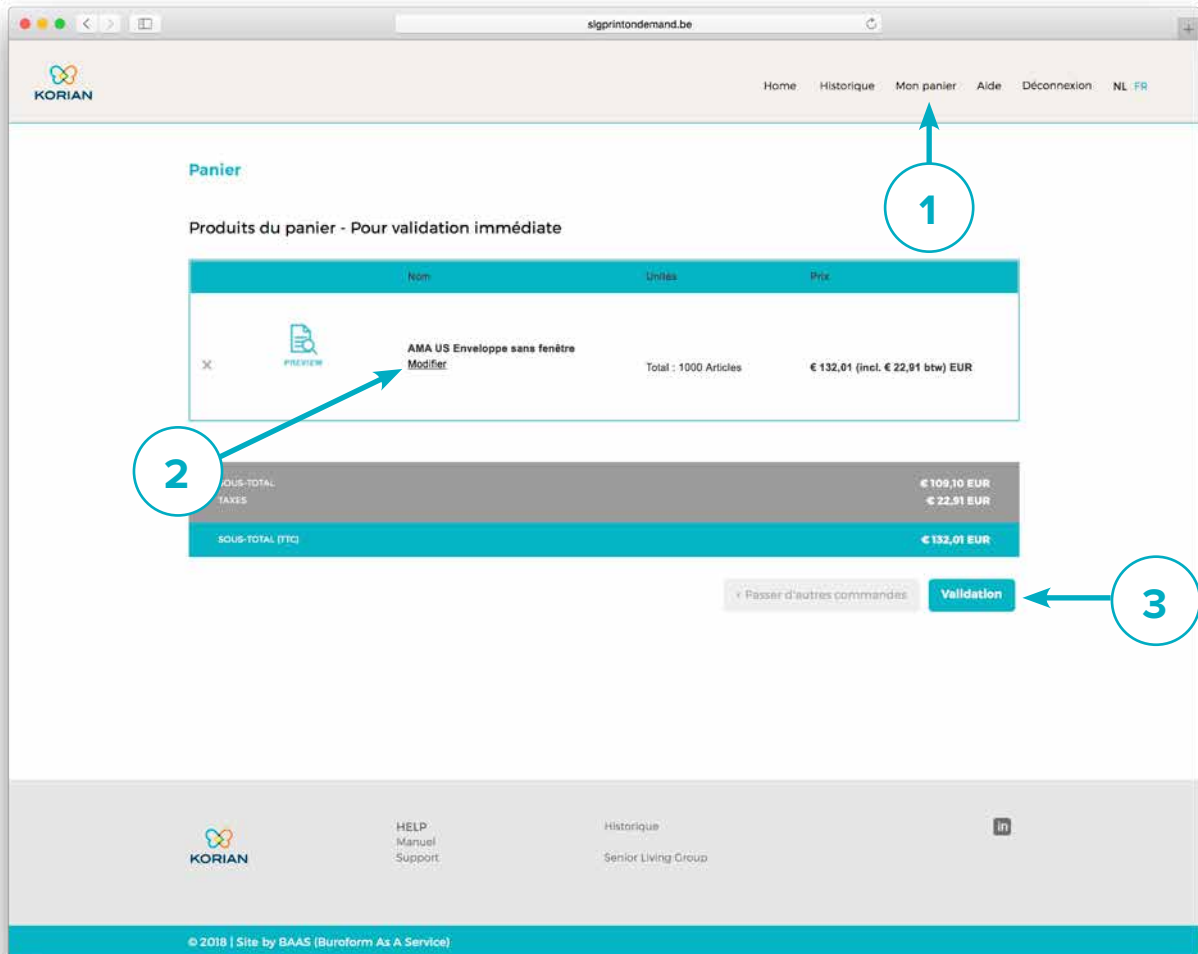 slgprintondemand.be
KORIAN
Home Historique Mon panier Aide Déconnexion NL FR
1
Panier
Produits du panier - Pour validation immédiate
Nom Unités Prix
PREVIEW
AMA US Enveloppe sans fenêtre
Modifier
Total : 1000 Articles € 132,01 (incl. € 22,91 btw) EUR
2
SOUS-TOTAL € 109,10 EUR
TAXES € 22,91 EUR
SOUS-TOTAL (TTC) € 132,01 EUR
‹ Passer d'autres commandes Validation
3
KORIAN
HELP
Manuel
Support
Historique
Senior Living Group
in
© 2018 | Site by BAAS (Buroform As A Service)